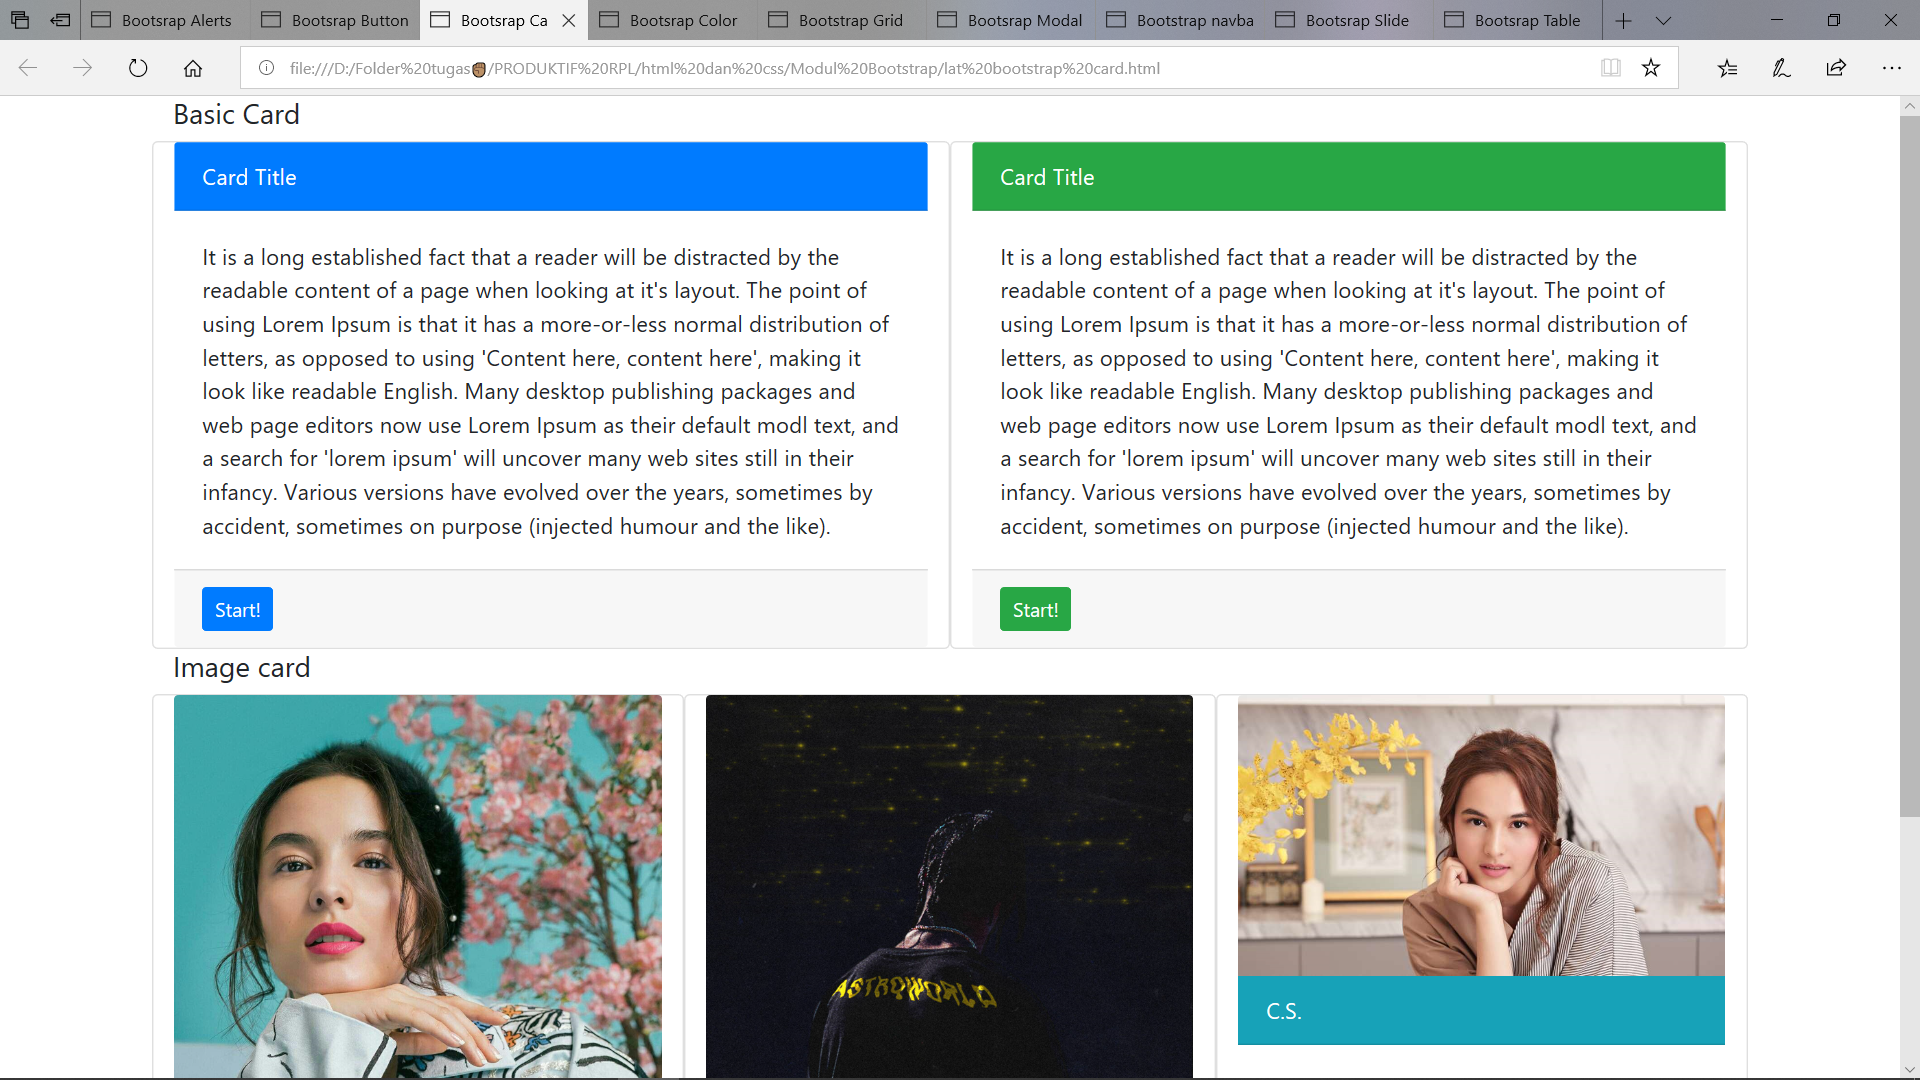 Bootsrap Alerts
Bootsrap Button
Bootsrap Ca
Bootsrap Color
Bootstrap Grid
Bootsrap Modal
Bootstrap navba
Bootsrap Slide
Bootsrap Table
file:///D:/Folder%20tugas✊🏾/PRODUKTIF%20RPL/html%20dan%20css/Modul%20Bootstrap/lat%20bootstrap%20card.html
Basic Card
Card Title
It is a long established fact that a reader will be distracted by the
readable content of a page when looking at it's layout. The point of
using Lorem Ipsum is that it has a more-or-less normal distribution of
letters, as opposed to using 'Content here, content here', making it
look like readable English. Many desktop publishing packages and
web page editors now use Lorem Ipsum as their default modl text, and
a search for 'lorem ipsum' will uncover many web sites still in their
infancy. Various versions have evolved over the years, sometimes by
accident, sometimes on purpose (injected humour and the like).
Start!
Card Title
It is a long established fact that a reader will be distracted by the
readable content of a page when looking at it's layout. The point of
using Lorem Ipsum is that it has a more-or-less normal distribution of
letters, as opposed to using 'Content here, content here', making it
look like readable English. Many desktop publishing packages and
web page editors now use Lorem Ipsum as their default modl text, and
a search for 'lorem ipsum' will uncover many web sites still in their
infancy. Various versions have evolved over the years, sometimes by
accident, sometimes on purpose (injected humour and the like).
Start!
Image card
ASTROWORLD
C.S.